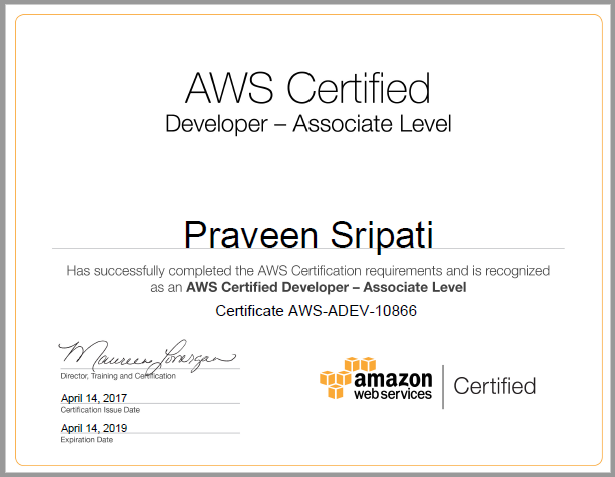 AWS Certified
Developer – Associate Level
Praveen Sripati
Has successfully completed the AWS Certification requirements and is recognized
as an AWS Certified Developer – Associate Level
Certificate AWS-ADEV-10866
Maureen Lonergan
Director, Training and Certification
April 14, 2017
Certification Issue Date
April 14, 2019
Expiration Date
amazon
web services
Certified